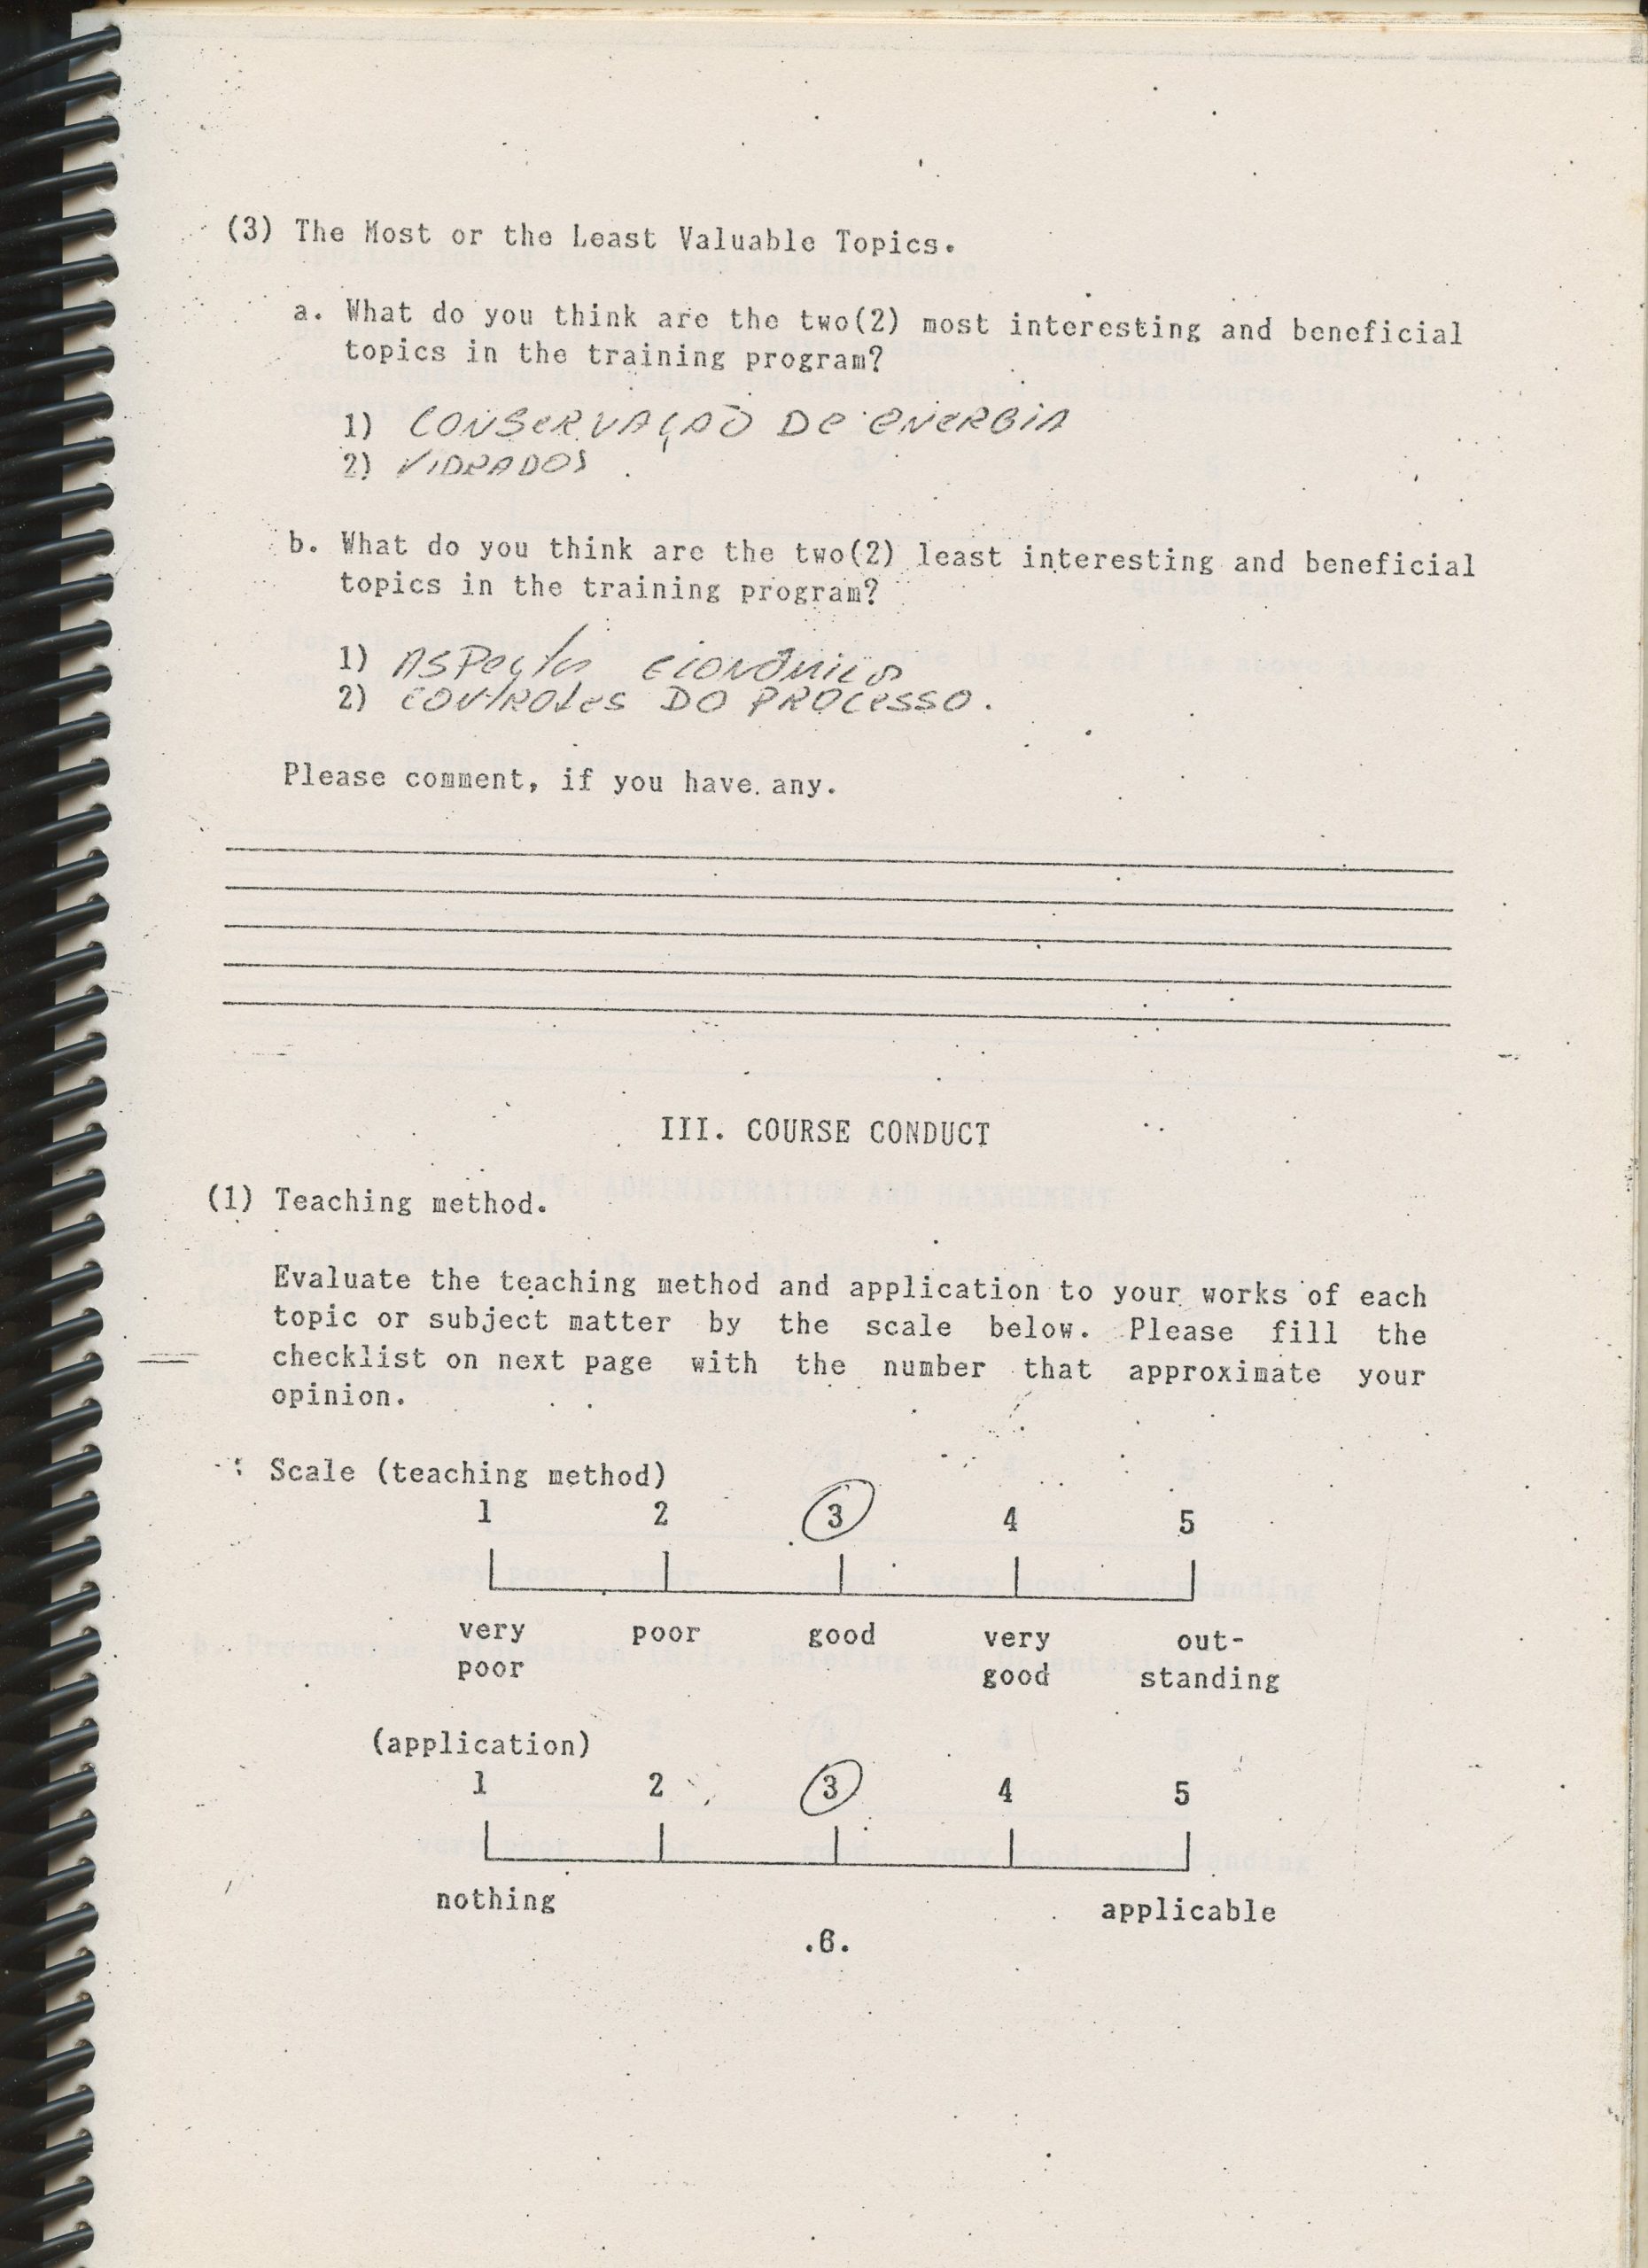 (3) The Most or the Least Valuable Topics.
a. What do you think are the two(2) most interesting and beneficial
topics in the training program?
1) CONSERVAÇÃO DE ENERGIA
2) VIDRADOS
b. What do you think are the two(2) least interesting and beneficial
topics in the training program?
1) ASPECTOS ECONÔMICOS
2) CONTROLES DO PROCESSO.
Please comment, if you have any.
III. COURSE CONDUCT
(1) Teaching method.
Evaluate the teaching method and application to your works of each
topic or subject matter by the scale below. Please fill the
checklist on next page with the number that approximate your
opinion.
Scale (teaching method)
1 2 3 4 5
very poor good very out-
poor good standing
(application)
1 2 3 4 5
nothing applicable
.6.